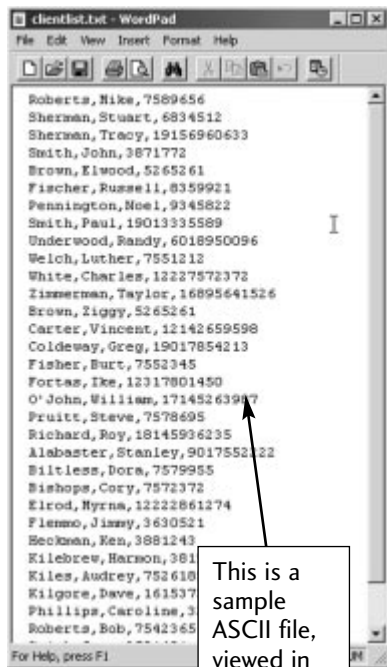 clientlist.txt - WordPad
File Edit View Insert Format Help
Roberts,Mike,7589656
Sherman,Stuart,6834512
Sherman,Tracy,19156960633
Smith,John,3871772
Brown,Elwood,5265261
Fischer,Russell,8359921
Pennington,Noel,9345822
Smith,Paul,19013335589
Underwood,Randy,6018950096
Welch,Luther,7551212
White,Charles,12227572372
Zimmerman,Taylor,16895641526
Brown,Ziggy,5265261
Carter,Vincent,12142659598
Coldeway,Greg,19017854213
Fisher,Burt,7552345
Fortas,Ike,12317801450
O'John,William,17145263987
Pruitt,Steve,7578695
Richard,Roy,18145936235
Alabaster,Stanley,9017552222
Biltless,Dora,7579955
Bishops,Cory,7572372
Elrod,Myrna,12222861274
Flemmo,Jimmy,3630521
Heckman,Ken,3881243
Kilebrew,Harmon,381
Kiles,Audrey,752618
Kilgore,Dave,161537
Phillips,Caroline,3
Roberts,Bob,7542365
This is a
sample
ASCII file,
viewed in
For Help, press F1